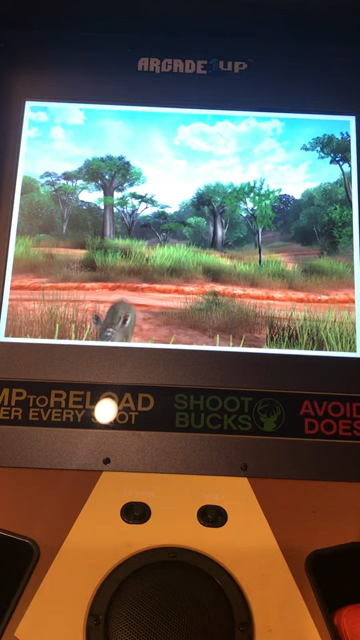 ARCADE1UP
MP TO RELOAD
ER EVERY SHOT
SHOOT
BUCKS
AVOID
DOES